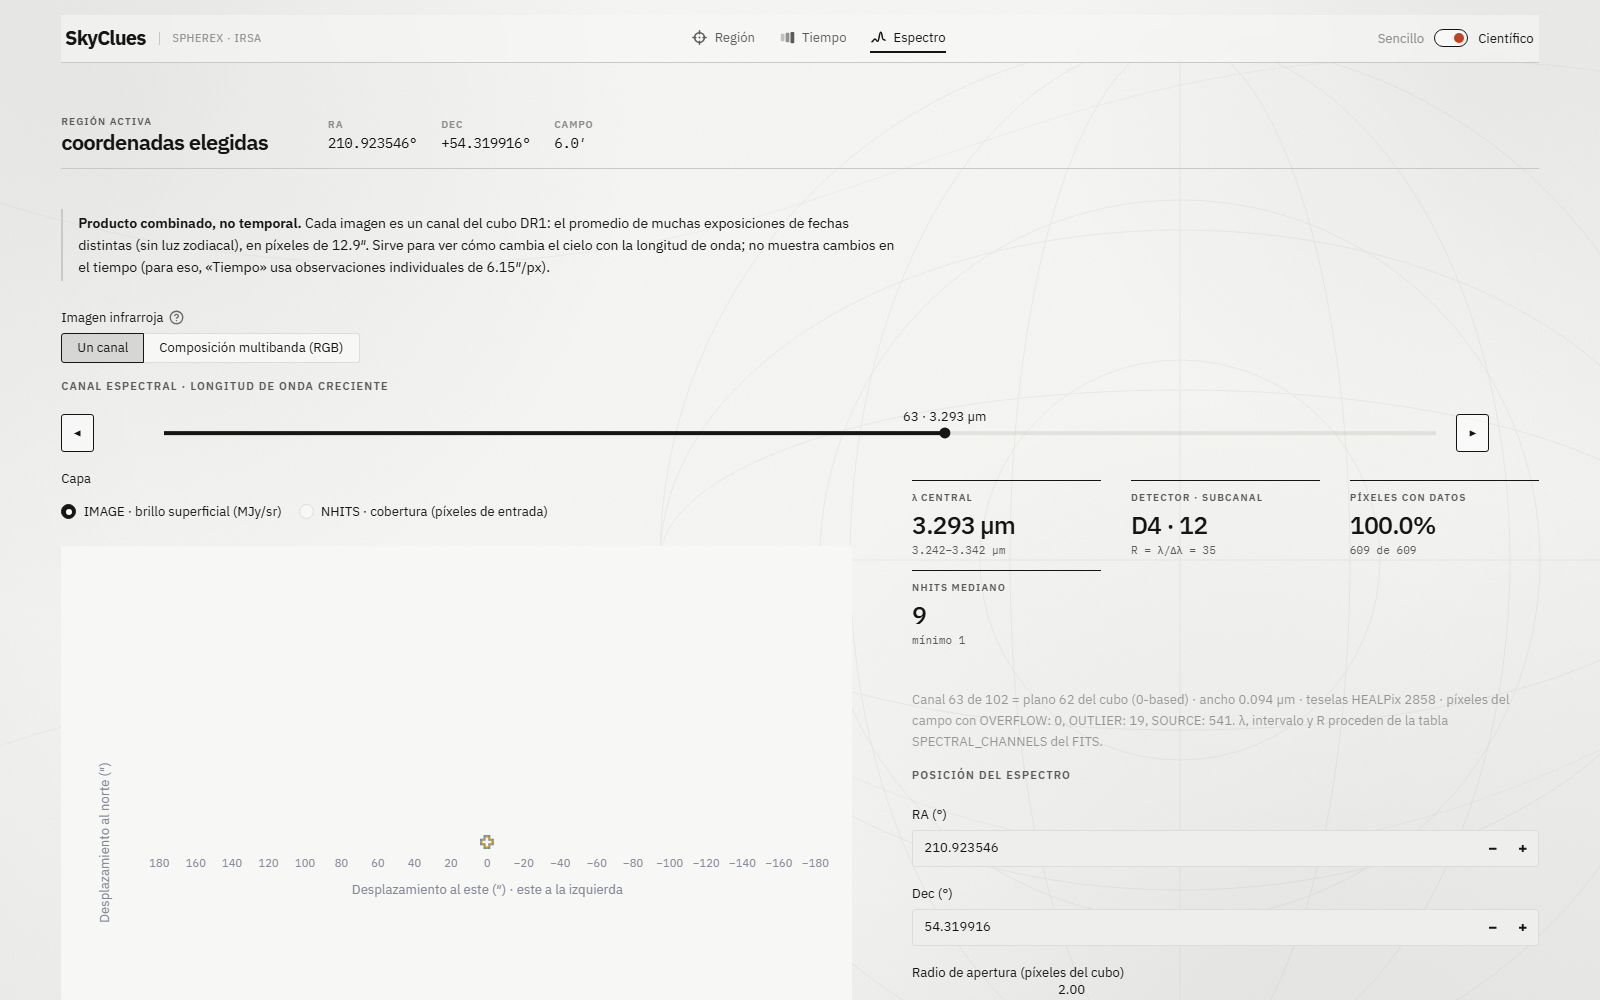 SkyClues
SPHEREX · IRSA
Región
Tiempo
Espectro
Sencillo
Científico
REGIÓN ACTIVA
coordenadas elegidas
RA
210.923546°
DEC
+54.319916°
CAMPO
6.0′
Producto combinado, no temporal. Cada imagen es un canal del cubo DR1: el promedio de muchas exposiciones de fechas
distintas (sin luz zodiacal), en píxeles de 12.9″. Sirve para ver cómo cambia el cielo con la longitud de onda; no muestra cambios en
el tiempo (para eso, «Tiempo» usa observaciones individuales de 6.15″/px).
Imagen infrarroja
Un canal
Composición multibanda (RGB)
CANAL ESPECTRAL · LONGITUD DE ONDA CRECIENTE
63 · 3.293 µm
Capa
IMAGE · brillo superficial (MJy/sr)
NHITS · cobertura (píxeles de entrada)
λ CENTRAL
3.293 µm
3.242–3.342 µm
DETECTOR · SUBCANAL
D4 · 12
R = λ/Δλ = 35
PÍXELES CON DATOS
100.0%
609 de 609
NHITS MEDIANO
9
mínimo 1
Canal 63 de 102 = plano 62 del cubo (0-based) · ancho 0.094 µm · teselas HEALPix 2858 · píxeles del
campo con OVERFLOW: 0, OUTLIER: 19, SOURCE: 541. λ, intervalo y R proceden de la tabla
SPECTRAL_CHANNELS del FITS.
POSICIÓN DEL ESPECTRO
RA (°)
210.923546
Dec (°)
54.319916
Radio de apertura (píxeles del cubo)
2.00
Desplazamiento al norte (″)
180 160 140 120 100 80 60 40 20 0 −20 −40 −60 −80 −100 −120 −140 −160 −180
Desplazamiento al este (″) · este a la izquierda